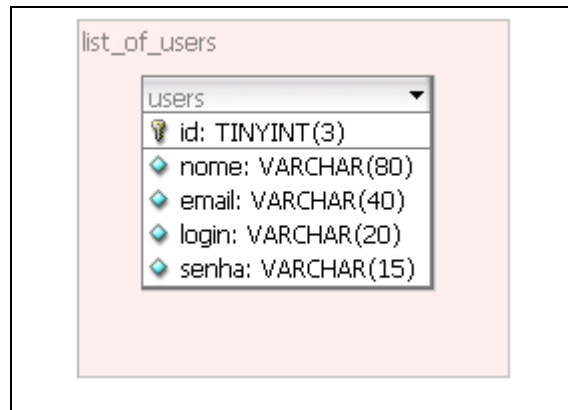 list_of_users
users
id: TINYINT(3)
nome: VARCHAR(80)
email: VARCHAR(40)
login: VARCHAR(20)
senha: VARCHAR(15)